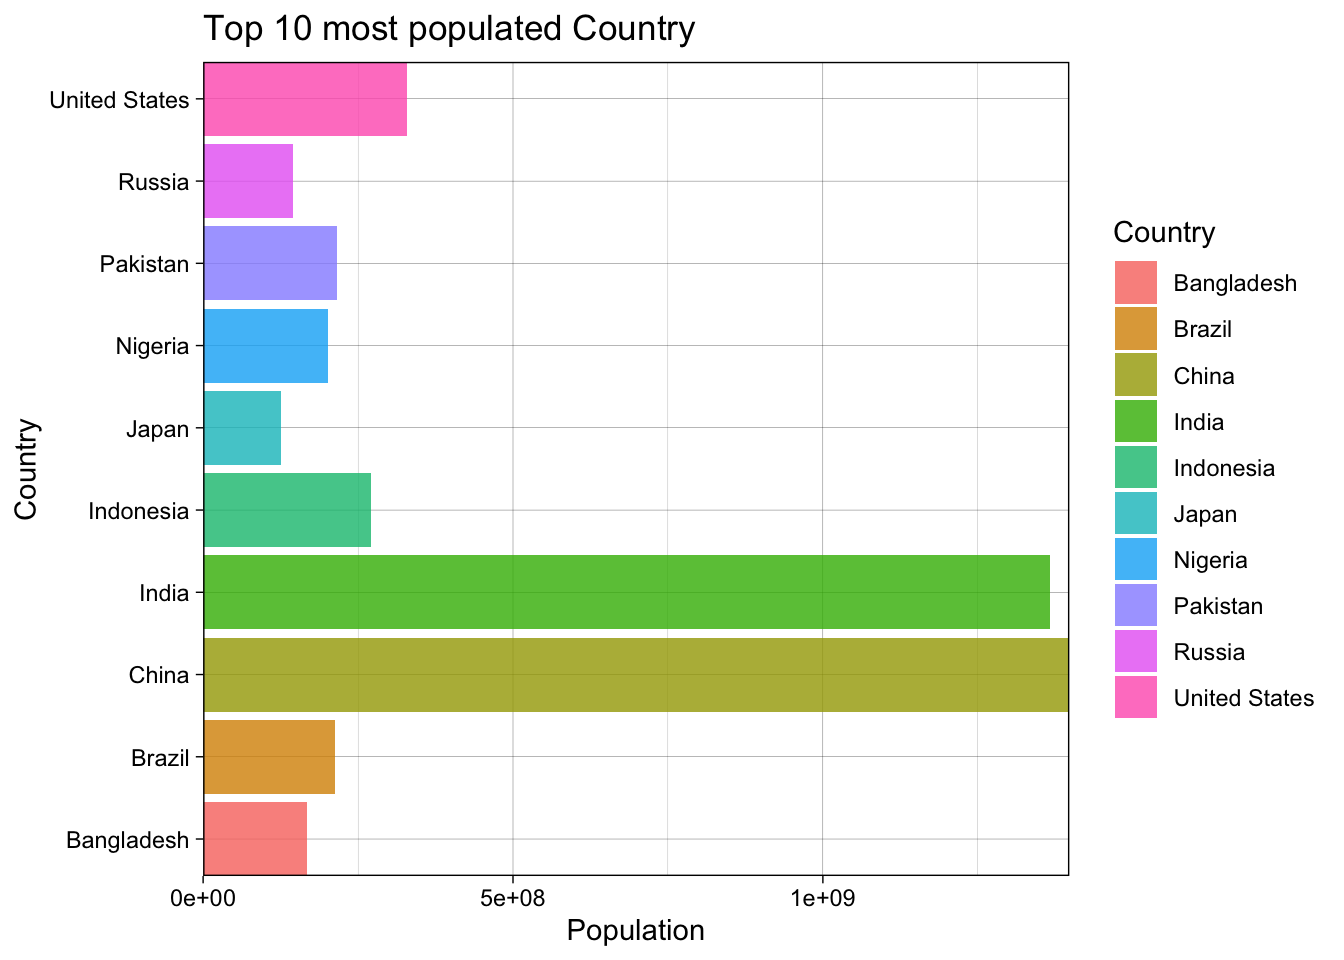 Top 10 most populated Country
United States
Russia
Pakistan
Nigeria
Japan
Indonesia
India
China
Brazil
Bangladesh
Country
0e+00 5e+08 1e+09
Population
Country
Bangladesh
Brazil
China
India
Indonesia
Japan
Nigeria
Pakistan
Russia
United States